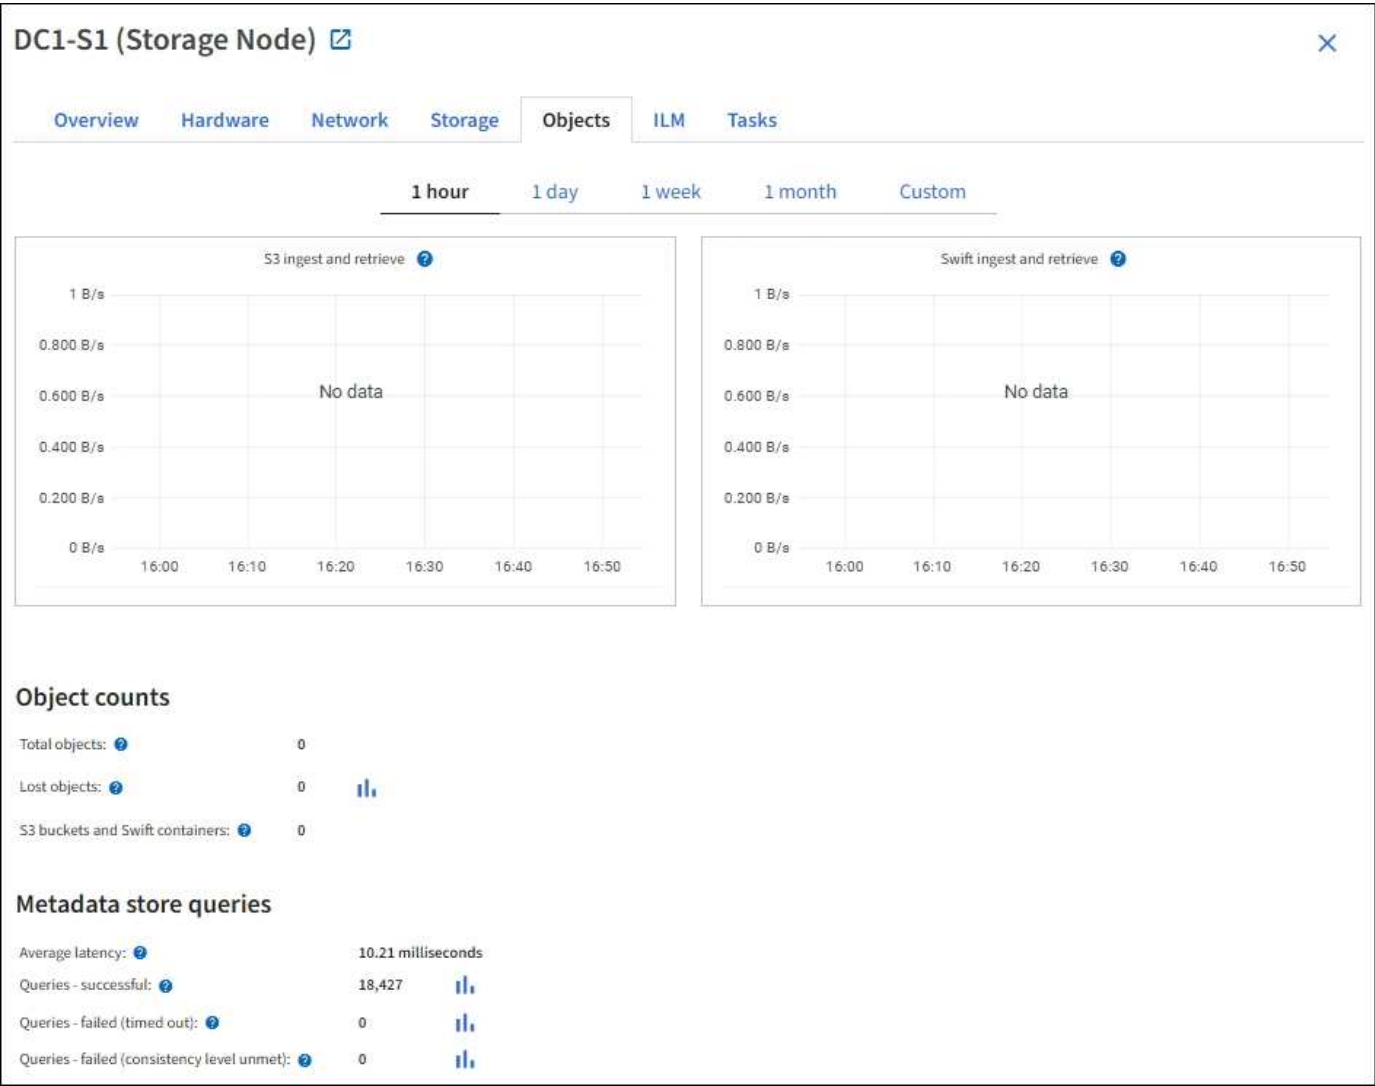 DC1-S1 (Storage Node)
Overview Hardware Network Storage Objects ILM Tasks
1 hour 1 day 1 week 1 month Custom
S3 ingest and retrieve
1 B/s
0.800 B/s
0.600 B/s
0.400 B/s
0.200 B/s
0 B/s
No data
16:00 16:10 16:20 16:30 16:40 16:50
Swift ingest and retrieve
1 B/s
0.800 B/s
0.600 B/s
0.400 B/s
0.200 B/s
0 B/s
No data
16:00 16:10 16:20 16:30 16:40 16:50
Object counts
Total objects: 0
Lost objects: 0
S3 buckets and Swift containers: 0
Metadata store queries
Average latency: 10.21 milliseconds
Queries - successful: 18,427
Queries - failed (timed out): 0
Queries - failed (consistency level unmet): 0